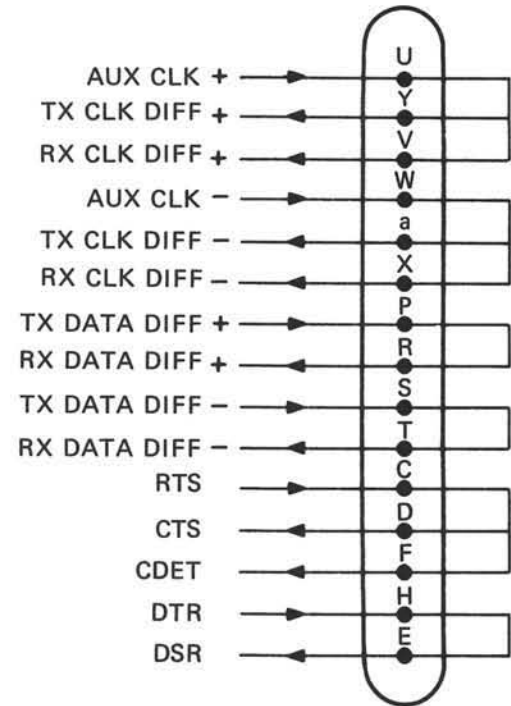 U
AUX CLK +
Y
TX CLK DIFF +
V
RX CLK DIFF +
W
AUX CLK −
a
TX CLK DIFF −
X
RX CLK DIFF −
P
TX DATA DIFF +
R
RX DATA DIFF +
S
TX DATA DIFF −
T
RX DATA DIFF −
C
RTS
D
CTS
F
CDET
H
DTR
E
DSR